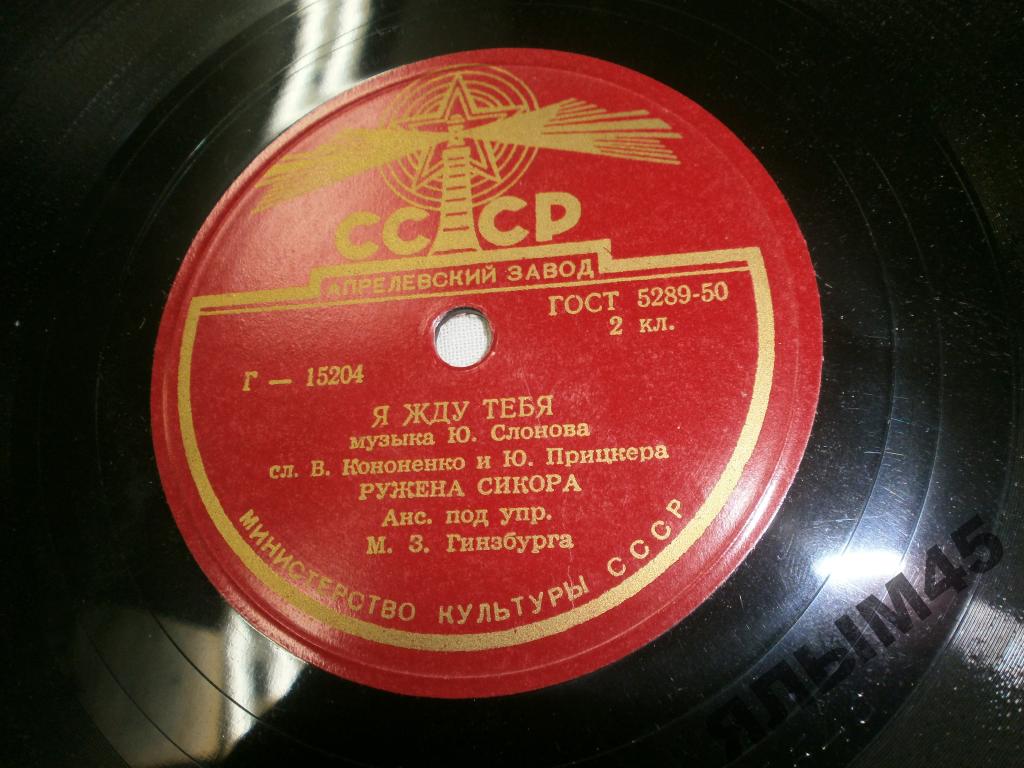 СССР
АПРЕЛЕВСКИЙ ЗАВОД
ГОСТ 5289-50
2 кл.
Г — 15204
Я ЖДУ ТЕБЯ
музыка Ю. Слонова
сл. В. Кононенко и Ю. Прицкера
РУЖЕНА СИКОРА
Анс. под упр.
М. З. Гинзбурга
МИНИСТЕРСТВО КУЛЬТУРЫ СССР
ЯЛЫМ45